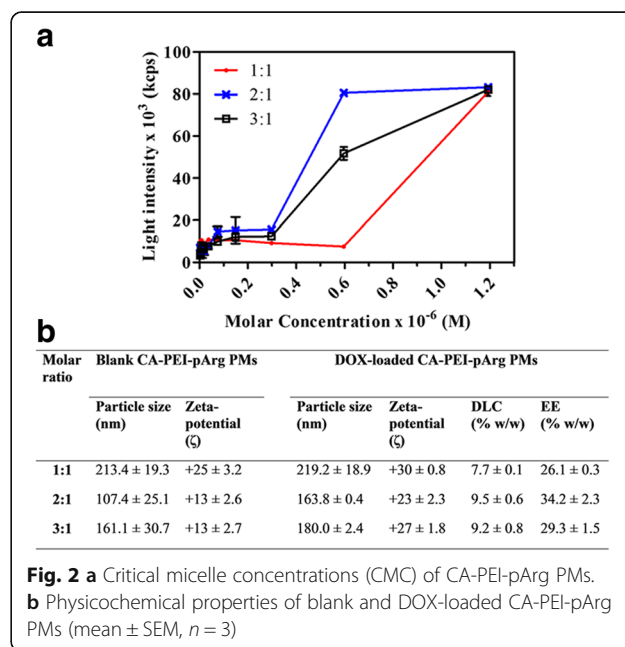 a
Light intensity x 10³ (kcps)
100
80
60
40
20
0
1:1
2:1
3:1
0.0
0.2
0.4
0.6
0.8
1.0
1.2
Molar Concentration x 10⁻⁶ (M)
b
Molar ratio Blank CA-PEI-pArg PMs DOX-loaded CA-PEI-pArg PMs
Particle size (nm) Zeta-potential (ζ) Particle size (nm) Zeta-potential (ζ) DLC (% w/w) EE (% w/w)
1:1 213.4 ± 19.3 +25 ± 3.2 219.2 ± 18.9 +30 ± 0.8 7.7 ± 0.1 26.1 ± 0.3
2:1 107.4 ± 25.1 +13 ± 2.6 163.8 ± 0.4 +23 ± 2.3 9.5 ± 0.6 34.2 ± 2.3
3:1 161.1 ± 30.7 +13 ± 2.7 180.0 ± 2.4 +27 ± 1.8 9.2 ± 0.8 29.3 ± 1.5
Fig. 2 a Critical micelle concentrations (CMC) of CA-PEI-pArg PMs.
b Physicochemical properties of blank and DOX-loaded CA-PEI-pArg
PMs (mean ± SEM, n = 3)